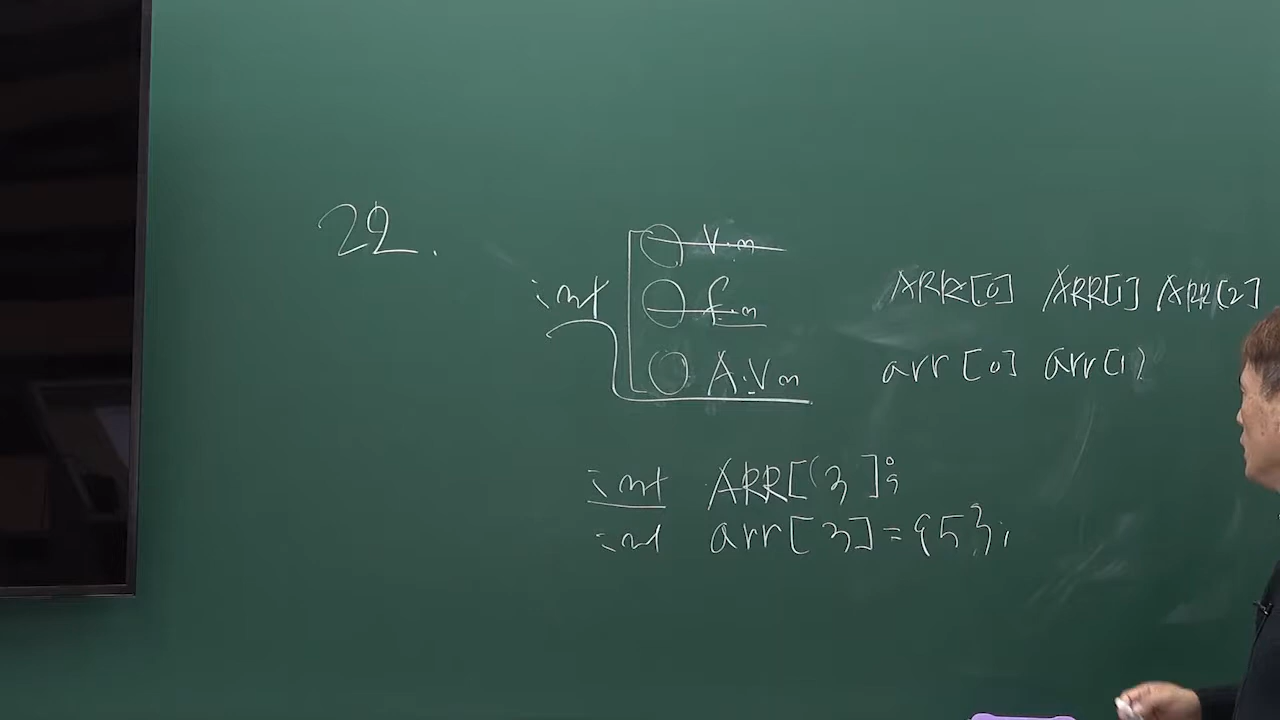 22.
int
V.n
f.n
A.Vn
ARR[0] ARR[1] ARR[2]
arr[0] arr[1]
int ARR[3];
int arr[3]={5};